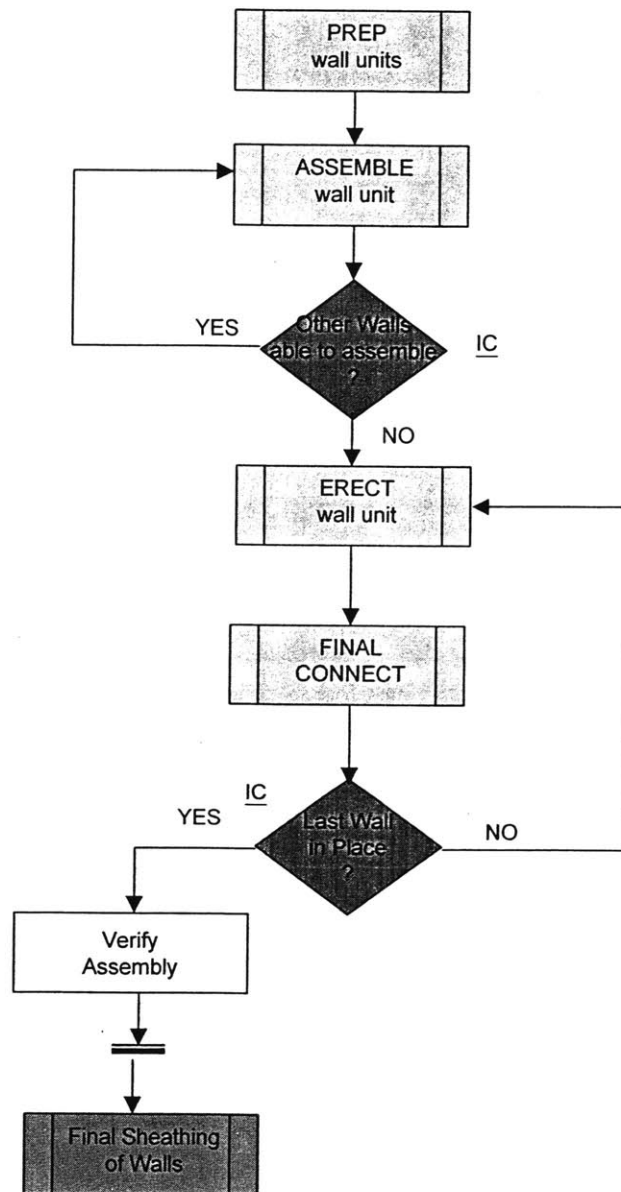 PREP
wall units
ASSEMBLE
wall unit
YES
Other Walls
able to assemble
?
IC
NO
ERECT
wall unit
FINAL
CONNECT
IC
YES
Last Wall
in Place
?
NO
Verify
Assembly
Final Sheathing
of Walls